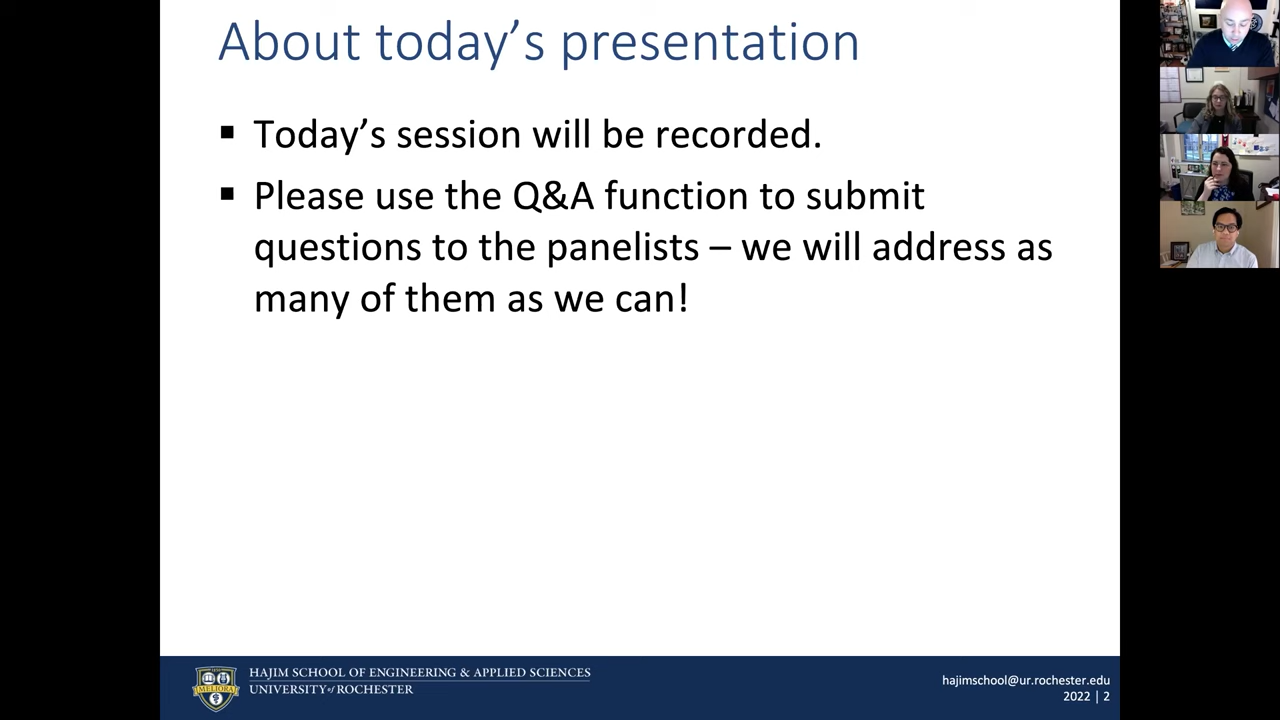 About today's presentation
▪ Today's session will be recorded.
▪ Please use the Q&A function to submit
questions to the panelists – we will address as
many of them as we can!
MELIORA
HAJIM SCHOOL OF ENGINEERING & APPLIED SCIENCES
UNIVERSITY of ROCHESTER
hajimschool@ur.rochester.edu
2022 | 2